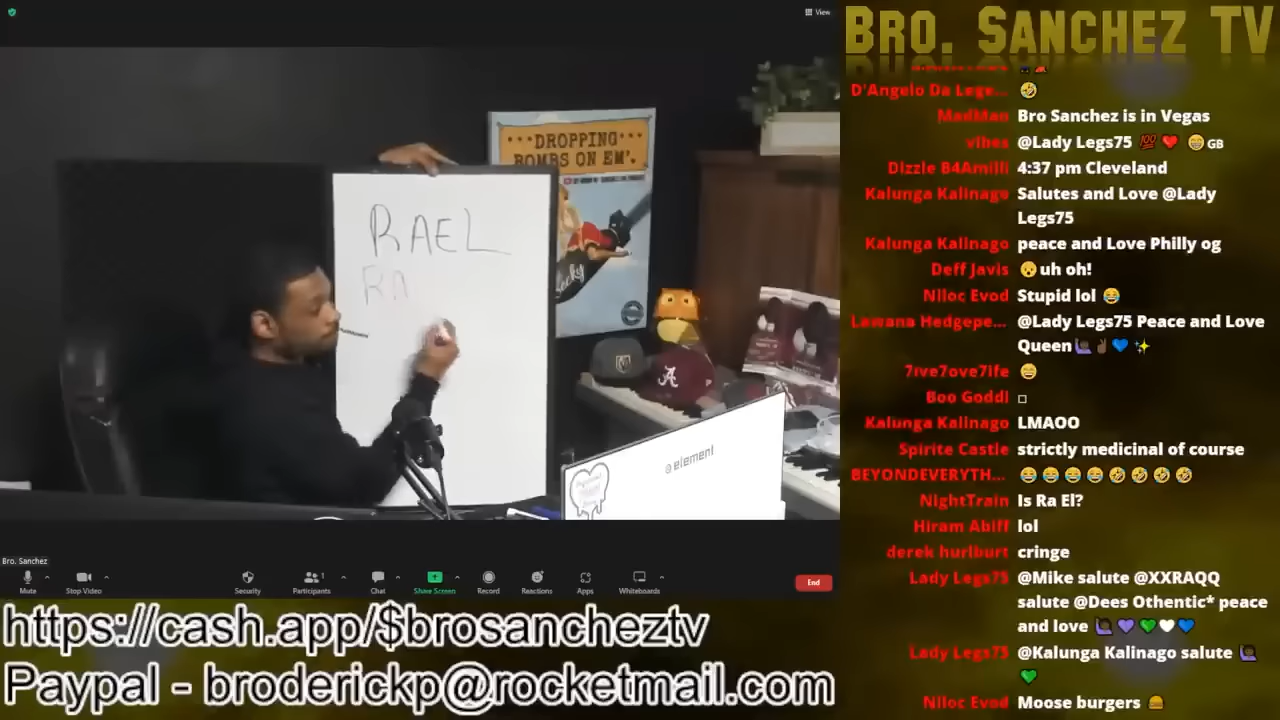 View
BRO. SANCHEZ TV
D'Angelo Da Lege...
MadMan Bro Sanchez is in Vegas
vibes @Lady Legs75 💯 ❤️ 😁 GB
Dizzle B4Amilli 4:37 pm Cleveland
Kalunga Kalinago Salutes and Love @Lady
Legs75
Kalunga Kalinago peace and Love Philly og
Deff Javis 😮uh oh!
Niloc Evod Stupid lol 😂
Lawana Hedgepe... @Lady Legs75 Peace and Love
Queen
7ive7ove7ife
Boo Goddl
Kalunga Kalinago LMAOO
Spirite Castle strictly medicinal of course
BEYONDEVERYTH...
NightTrain Is Ra El?
Hiram Abiff lol
derek hurlburt cringe
Lady Legs75 @Mike salute @XXRAQQ
salute @Dees Othentic* peace
and love
Lady Legs75 @Kalunga Kalinago salute
Niloc Evod Moose burgers 🍔
DROPPING
BOMBS ON EM'.
RAEL
RA
A
element
Bro. Sanchez
Mute
Stop Video
Security
Participants 1
Chat
Share Screen
Record
Reactions
Apps
Whiteboards
End
https://cash.app/$brosancheztv
Paypal - broderickp@rocketmail.com